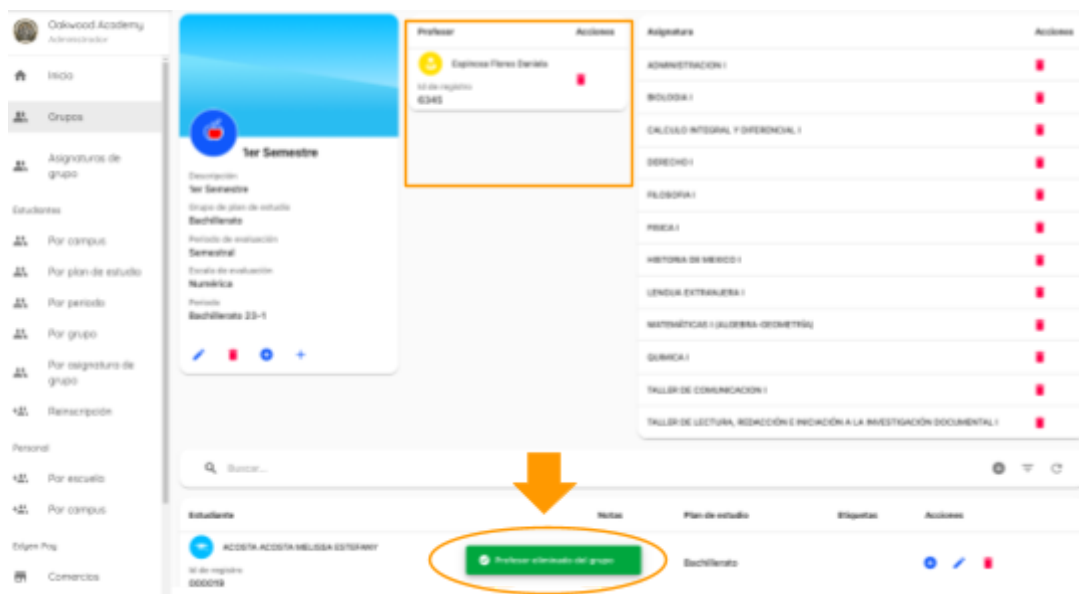 Oakwood Academy
Administrador
Inicio
Grupos
Asignaturas de
grupo
Estudiantes
Por campus
Por plan de estudio
Por periodo
Por grupo
Por asignatura de
grupo
Reinscripción
Personal
Por escuela
Por campus
Edyen Pay
Comercios
1er Semestre
Descripción
1er Semestre
Grupo de plan de estudio
Bachillerato
Periodo de evaluación
Semestral
Escala de evaluación
Numérica
Periodo
Bachillerato 23-1
Profesor Acciones
Espinosa Flores Daniela
Id de registro
6345
Asignatura Acciones
ADMINISTRACION I
BIOLOGIA I
CALCULO INTEGRAL Y DIFERENCIAL I
DERECHO I
FILOSOFIA I
FISICA I
HISTORIA DE MEXICO I
LENGUA EXTRANJERA I
MATEMÁTICAS I (ALGEBRA-GEOMETRÍA)
QUIMICA I
TALLER DE COMUNICACION I
TALLER DE LECTURA, REDACCIÓN E INICIACIÓN A LA INVESTIGACIÓN DOCUMENTAL I
Buscar...
Estudiante Notas Plan de estudio Etiquetas Acciones
ACOSTA ACOSTA MELISSA ESTEFANY
Id de registro
000019
Profesor eliminado del grupo
Bachillerato